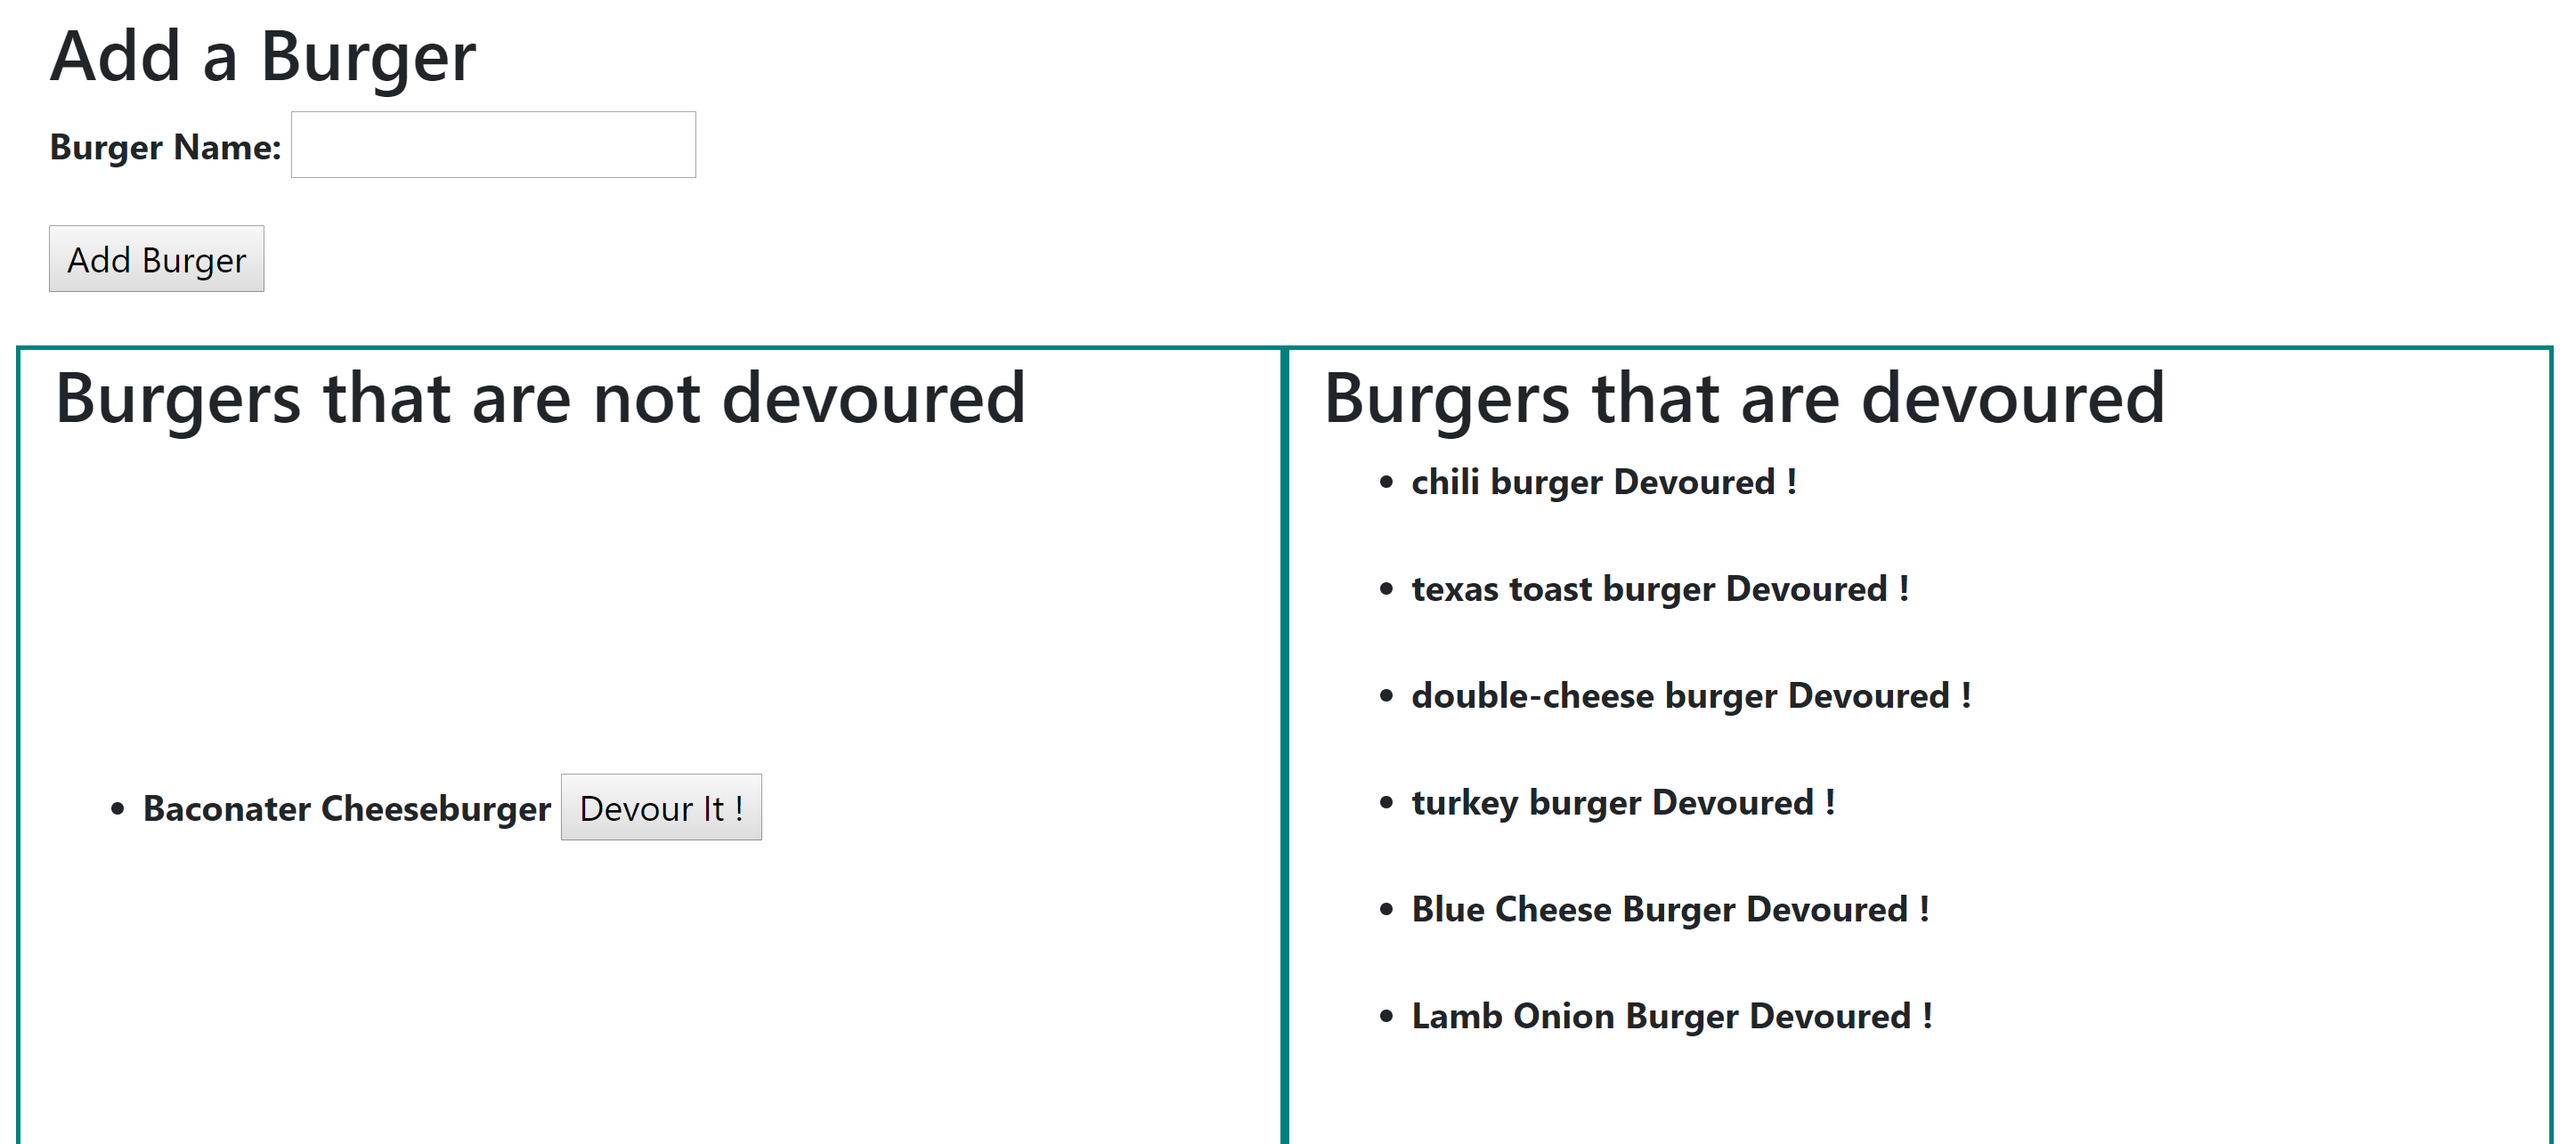 Add a Burger
Burger Name:
Add Burger
Burgers that are not devoured
Baconater Cheeseburger Devour It !
Burgers that are devoured
chili burger Devoured !
texas toast burger Devoured !
double-cheese burger Devoured !
turkey burger Devoured !
Blue Cheese Burger Devoured !
Lamb Onion Burger Devoured !